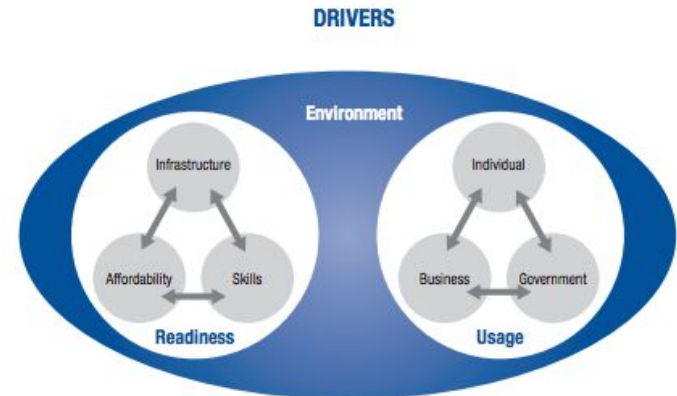 DRIVERS
Environment
Infrastructure
Affordability
Skills
Readiness
Individual
Business
Government
Usage